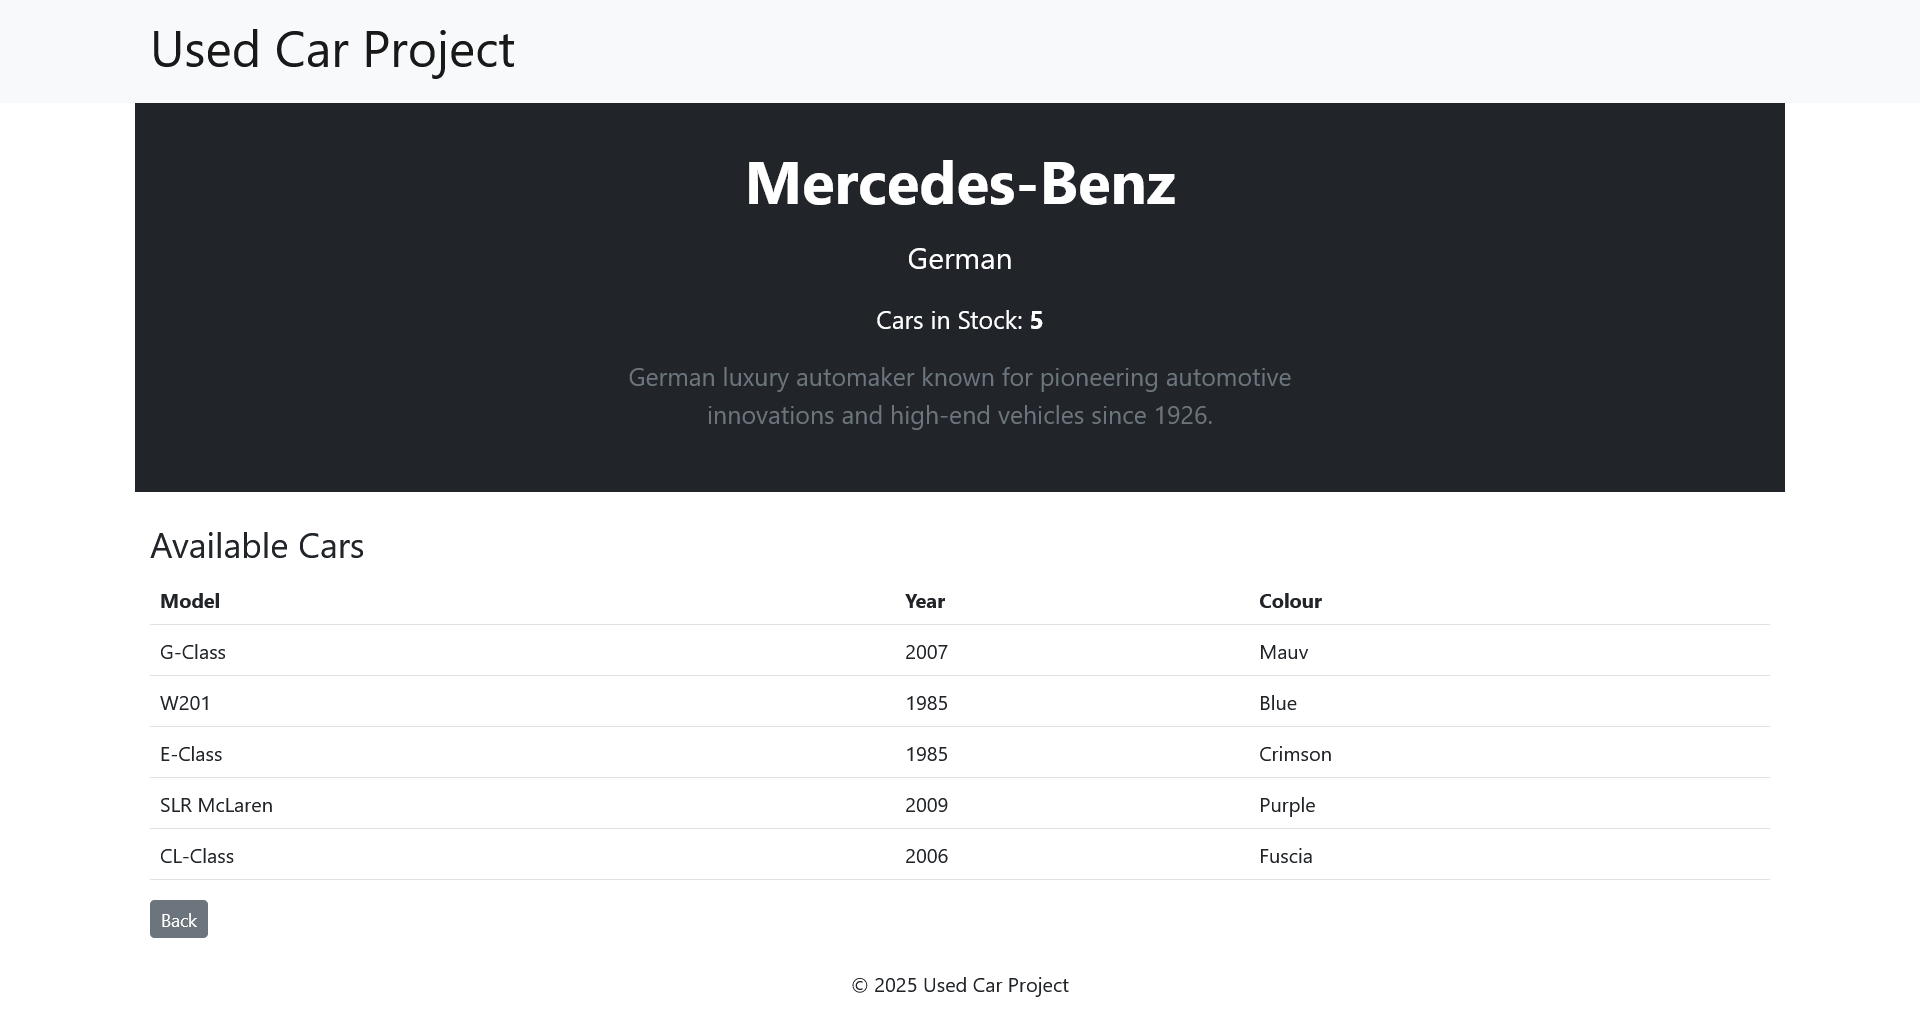 Used Car Project
Mercedes-Benz
German
Cars in Stock: 5
German luxury automaker known for pioneering automotive
innovations and high-end vehicles since 1926.
Available Cars
Model Year Colour
G-Class 2007 Mauv
W201 1985 Blue
E-Class 1985 Crimson
SLR McLaren 2009 Purple
CL-Class 2006 Fuscia
Back
© 2025 Used Car Project